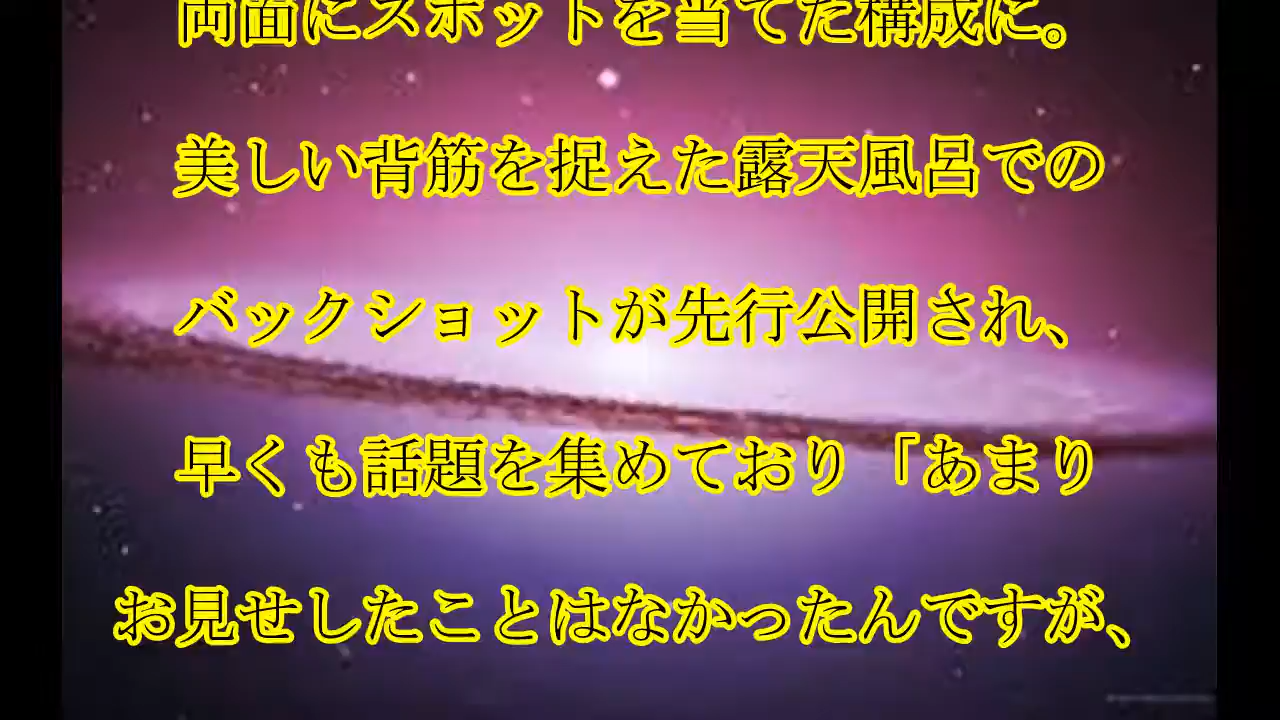 両面にスポットを当てた構成に。
美しい背筋を捉えた露天風呂での
バックショットが先行公開され、
早くも話題を集めており「あまり
お見せしたことはなかったんですが、